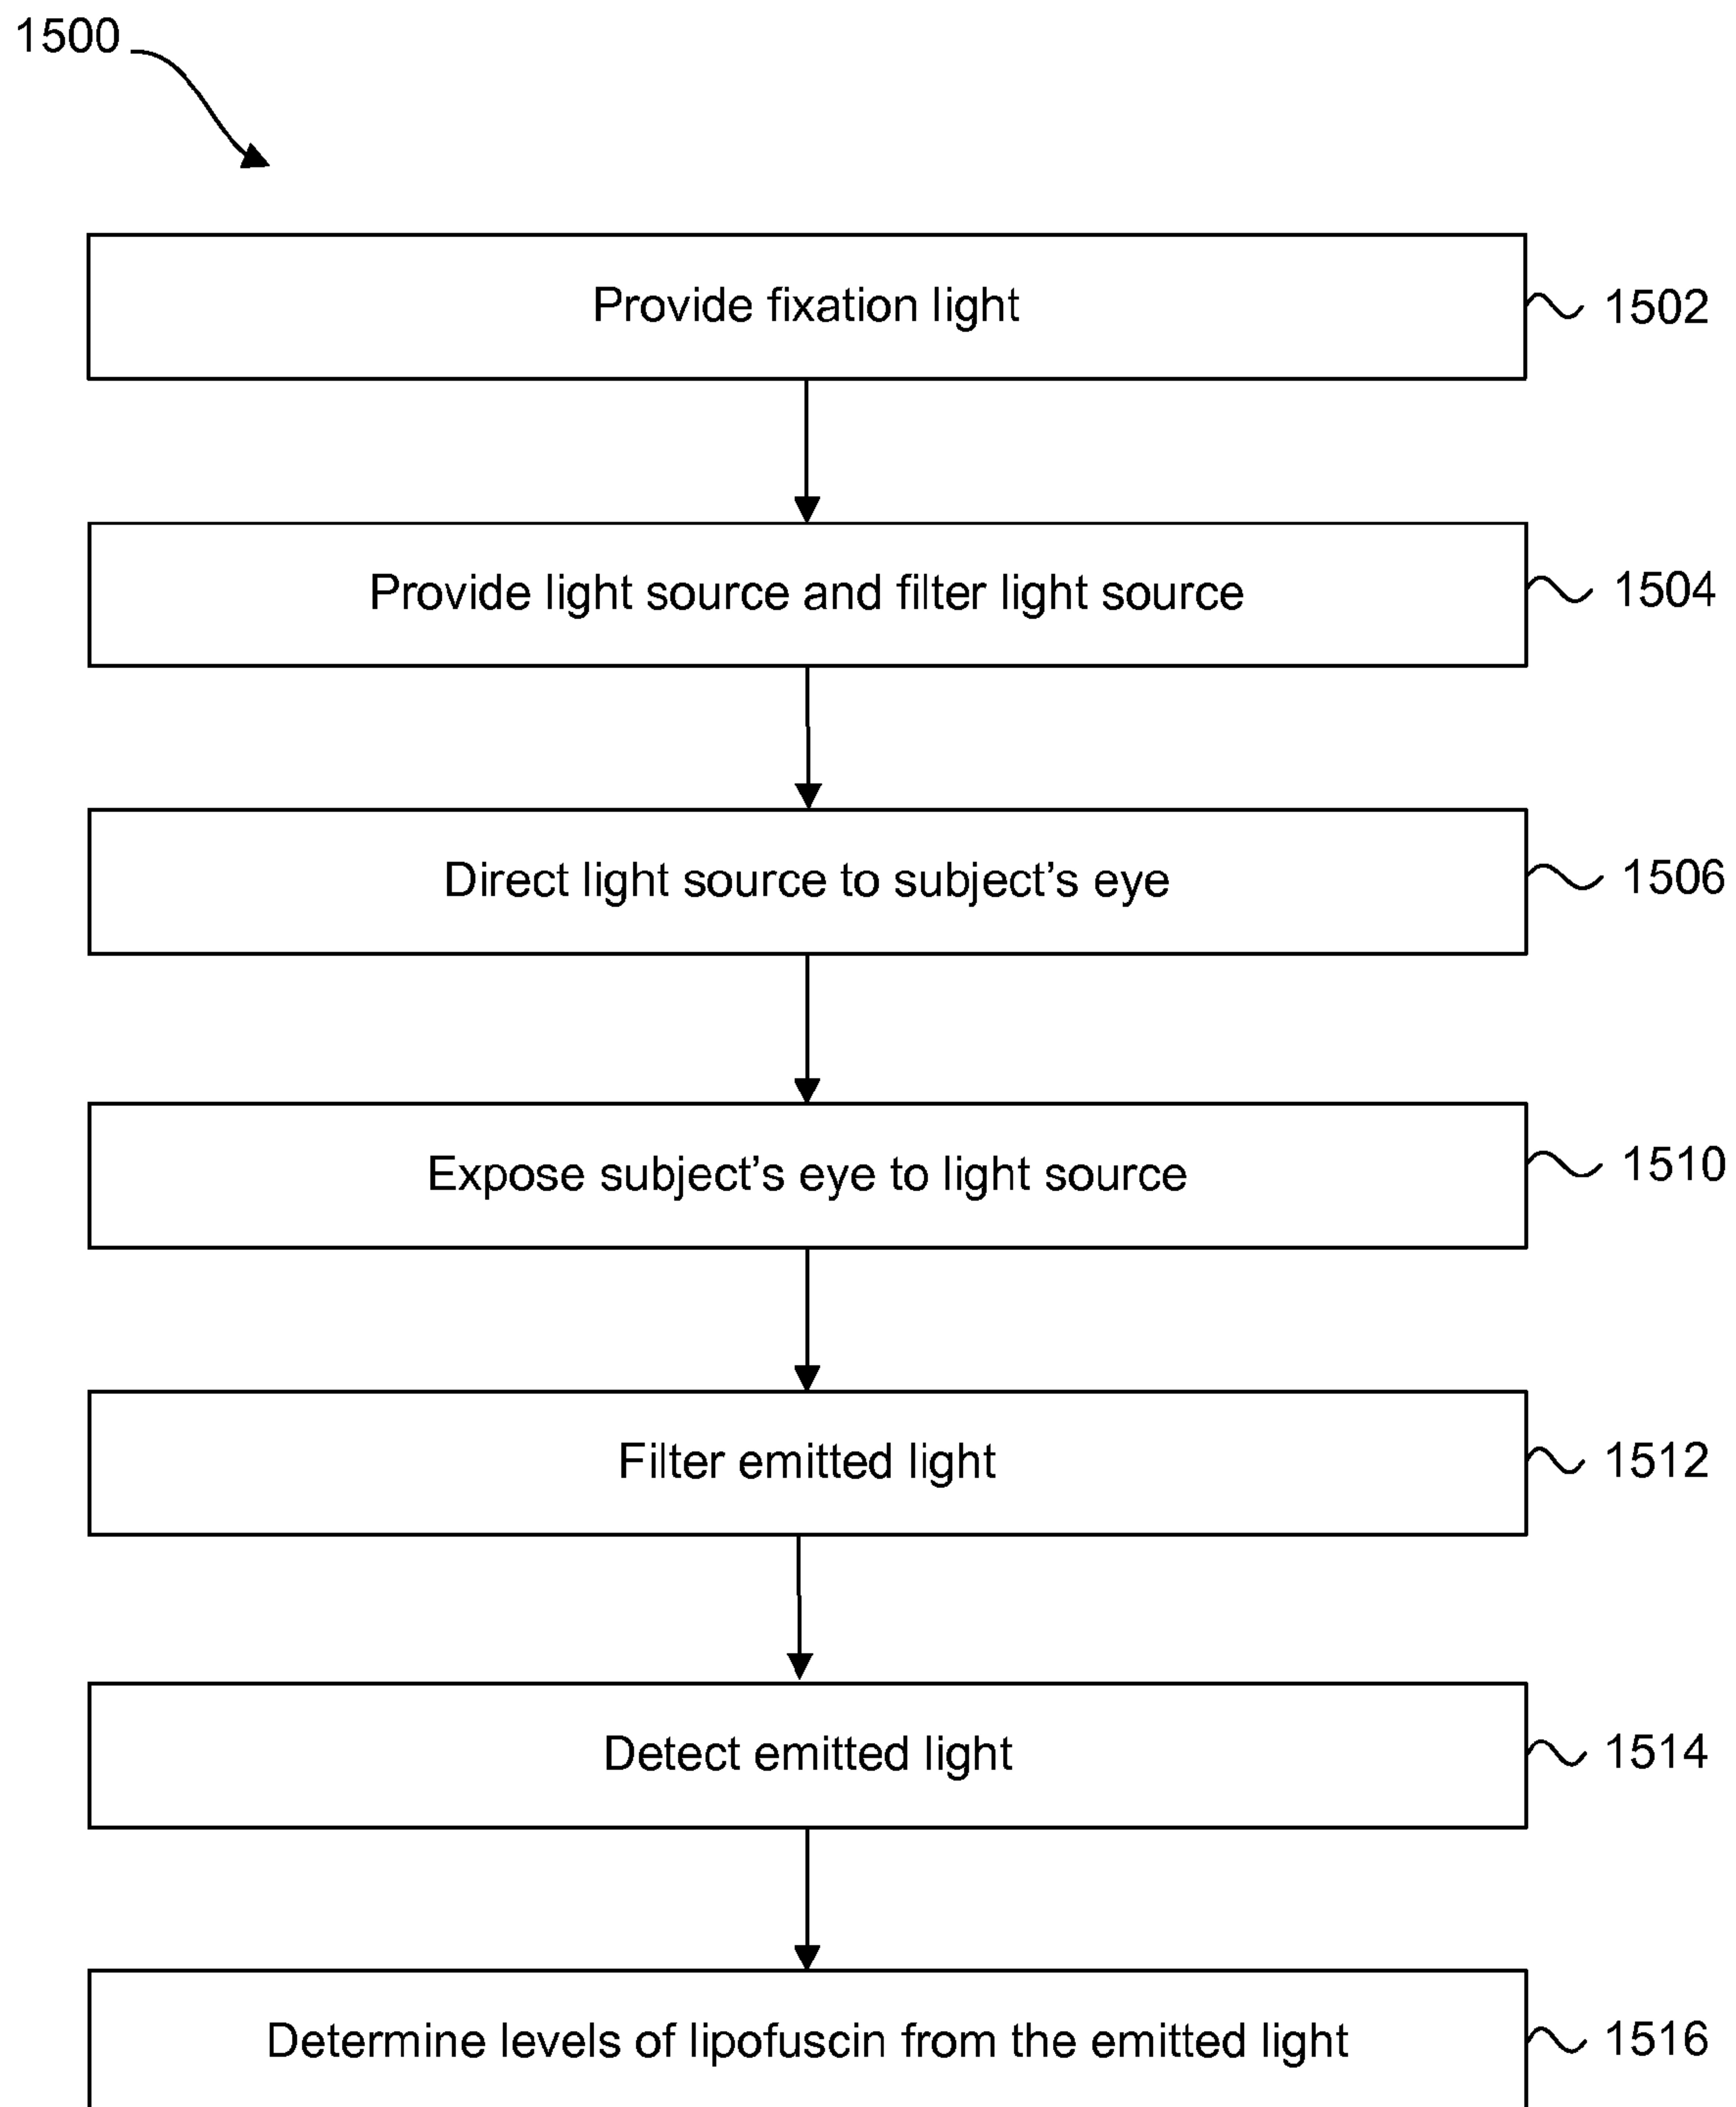 1500
Provide fixation light
1502
Provide light source and filter light source
1504
Direct light source to subject's eye
1506
Expose subject's eye to light source
1510
Filter emitted light
1512
Detect emitted light
1514
Determine levels of lipofuscin from the emitted light
1516